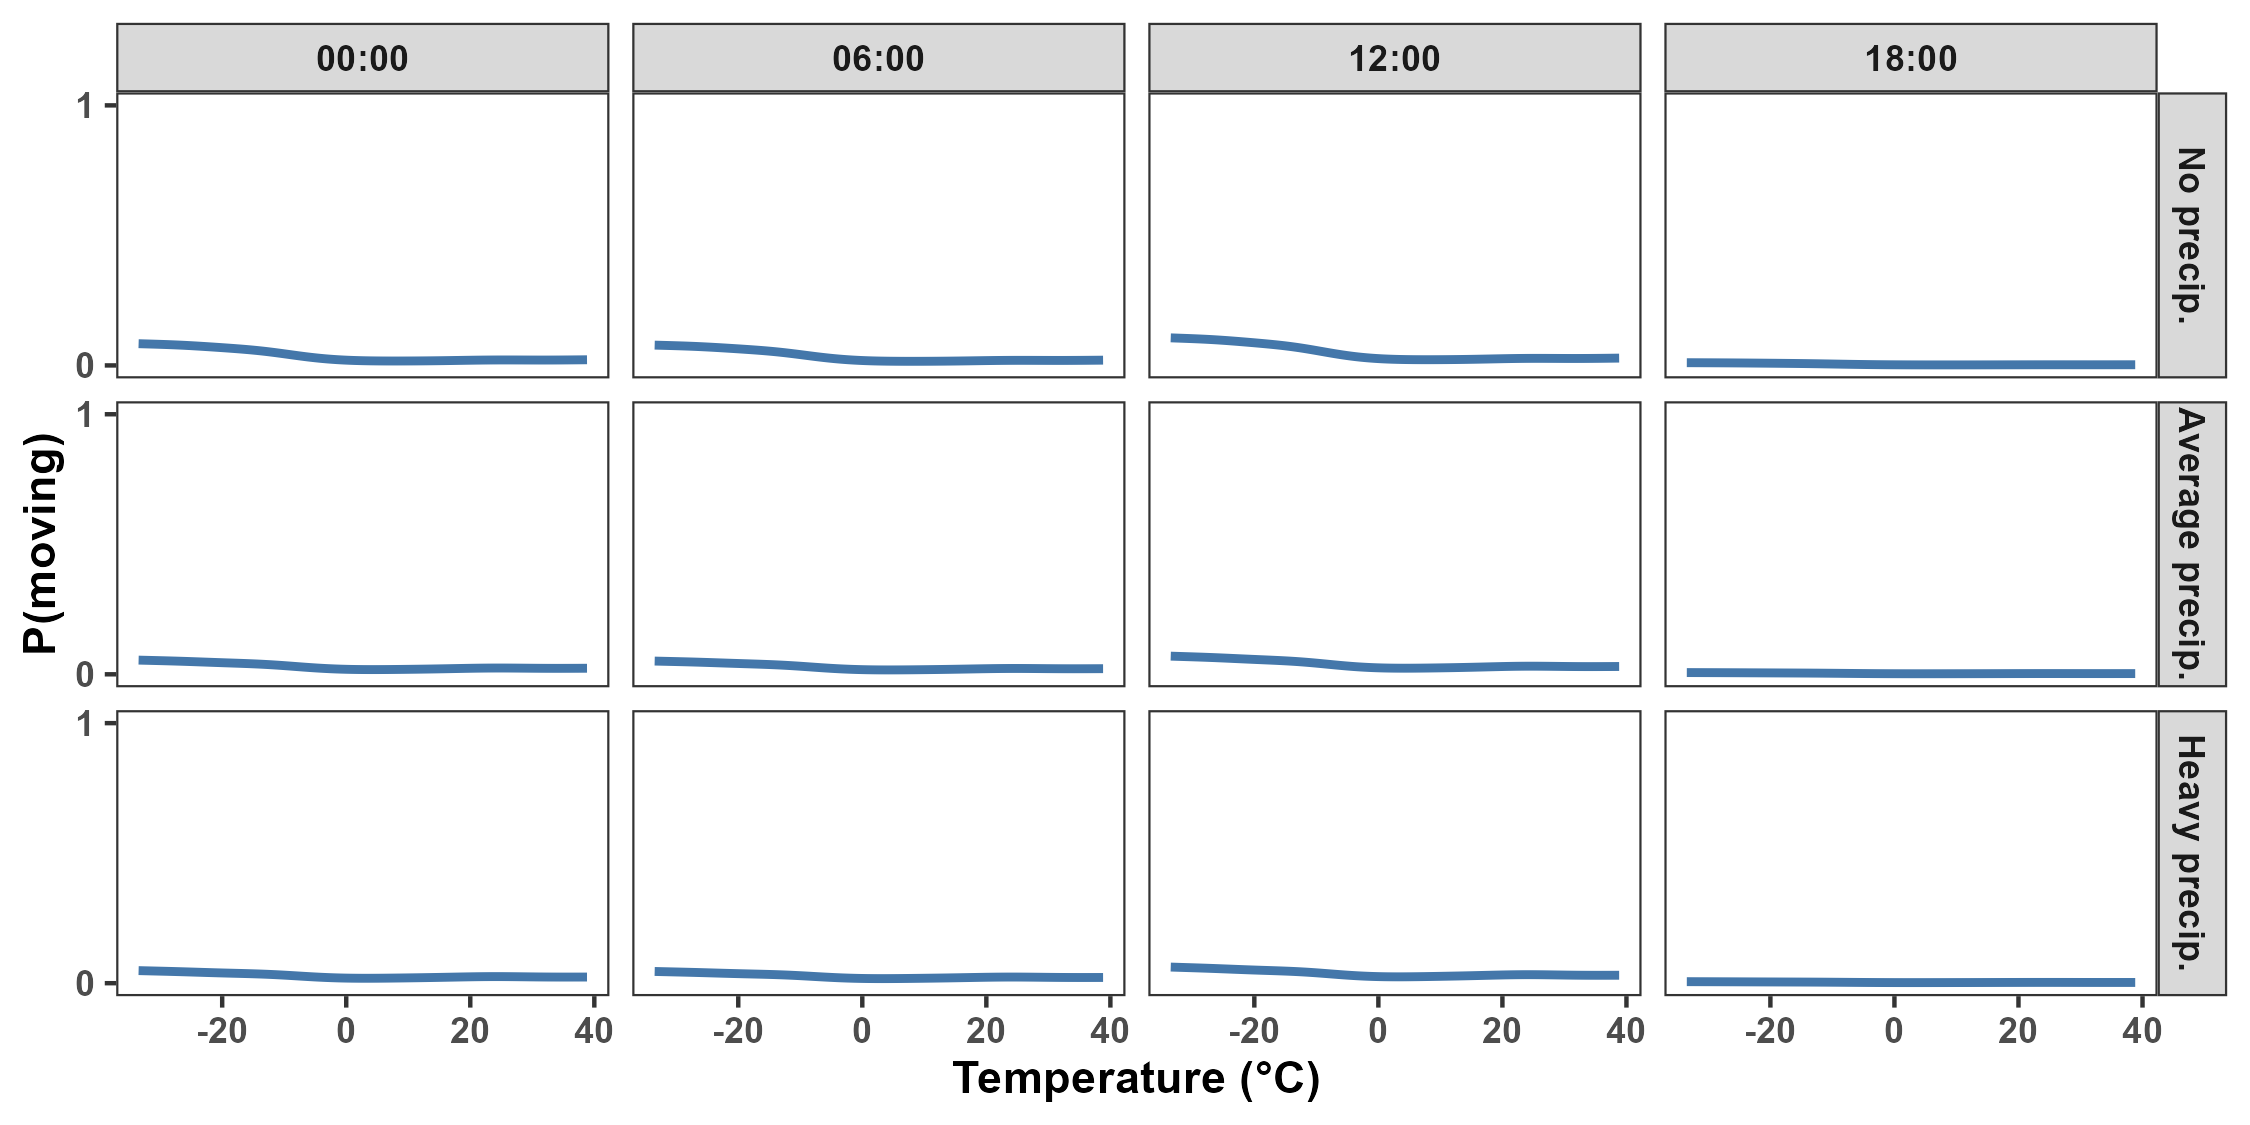 00:00 06:00 12:00 18:00
1
0
No precip.
1
0
Average precip.
1
0
Heavy precip.
P(moving)
-20 0 20 40 -20 0 20 40 -20 0 20 40 -20 0 20 40
Temperature (°C)